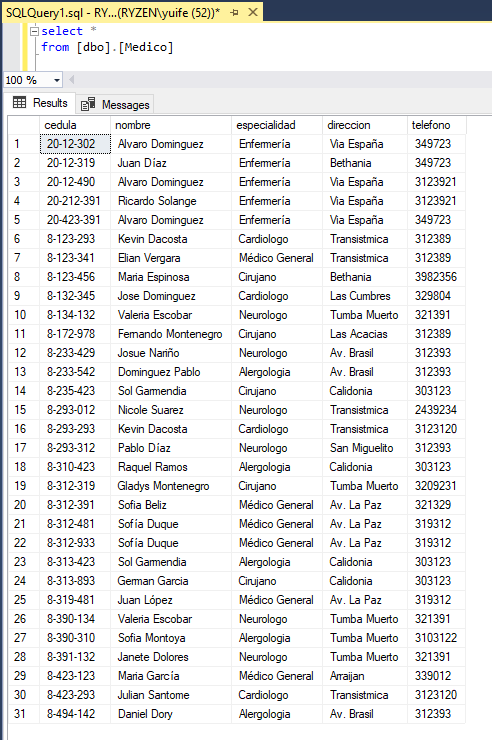 SQLQuery1.sql - RY...(RYZEN\yuife (52))*
select *
from [dbo].[Medico]
100 %
Results Messages
cedula nombre especialidad direccion telefono
1 20-12-302 Alvaro Dominguez Enfermería Via España 349723
2 20-12-319 Juan Díaz Enfermería Bethania 349723
3 20-12-490 Alvaro Dominguez Enfermería Via España 3123921
4 20-212-391 Ricardo Solange Enfermería Via España 3123921
5 20-423-391 Alvaro Dominguez Enfermería Via España 349723
6 8-123-293 Kevin Dacosta Cardiologo Transistmica 312389
7 8-123-341 Elian Vergara Médico General Transistmica 312389
8 8-123-456 Maria Espinosa Cirujano Bethania 3982356
9 8-132-345 Jose Dominguez Cardiologo Las Cumbres 329804
10 8-134-132 Valeria Escobar Neurologo Tumba Muerto 321391
11 8-172-978 Fernando Montenegro Cirujano Las Acacias 312389
12 8-233-429 Josue Nariño Neurologo Av. Brasil 312393
13 8-233-542 Dominguez Pablo Alergologia Av. Brasil 312393
14 8-235-423 Sol Garmendia Cirujano Calidonia 303123
15 8-293-012 Nicole Suarez Neurologo Transistmica 2439234
16 8-293-293 Kevin Dacosta Cardiologo Transistmica 3123120
17 8-293-312 Pablo Díaz Neurologo San Miguelito 312393
18 8-310-423 Raquel Ramos Alergologia Calidonia 303123
19 8-312-319 Gladys Montenegro Cirujano Tumba Muerto 3209231
20 8-312-391 Sofia Beliz Médico General Av. La Paz 321329
21 8-312-481 Sofía Duque Médico General Av. La Paz 319312
22 8-312-933 Sofía Duque Médico General Av. La Paz 319312
23 8-313-423 Sol Garmendia Alergologia Calidonia 303123
24 8-313-893 German Garcia Cirujano Calidonia 303123
25 8-319-481 Juan López Médico General Av. La Paz 319312
26 8-390-134 Valeria Escobar Neurologo Tumba Muerto 321391
27 8-390-310 Sofia Montoya Alergologia Tumba Muerto 3103122
28 8-391-132 Janete Dolores Neurologo Tumba Muerto 321391
29 8-423-123 Maria García Médico General Arraijan 339012
30 8-423-293 Julian Santome Cardiologo Transistmica 3123120
31 8-494-142 Daniel Dory Alergologia Av. Brasil 312393